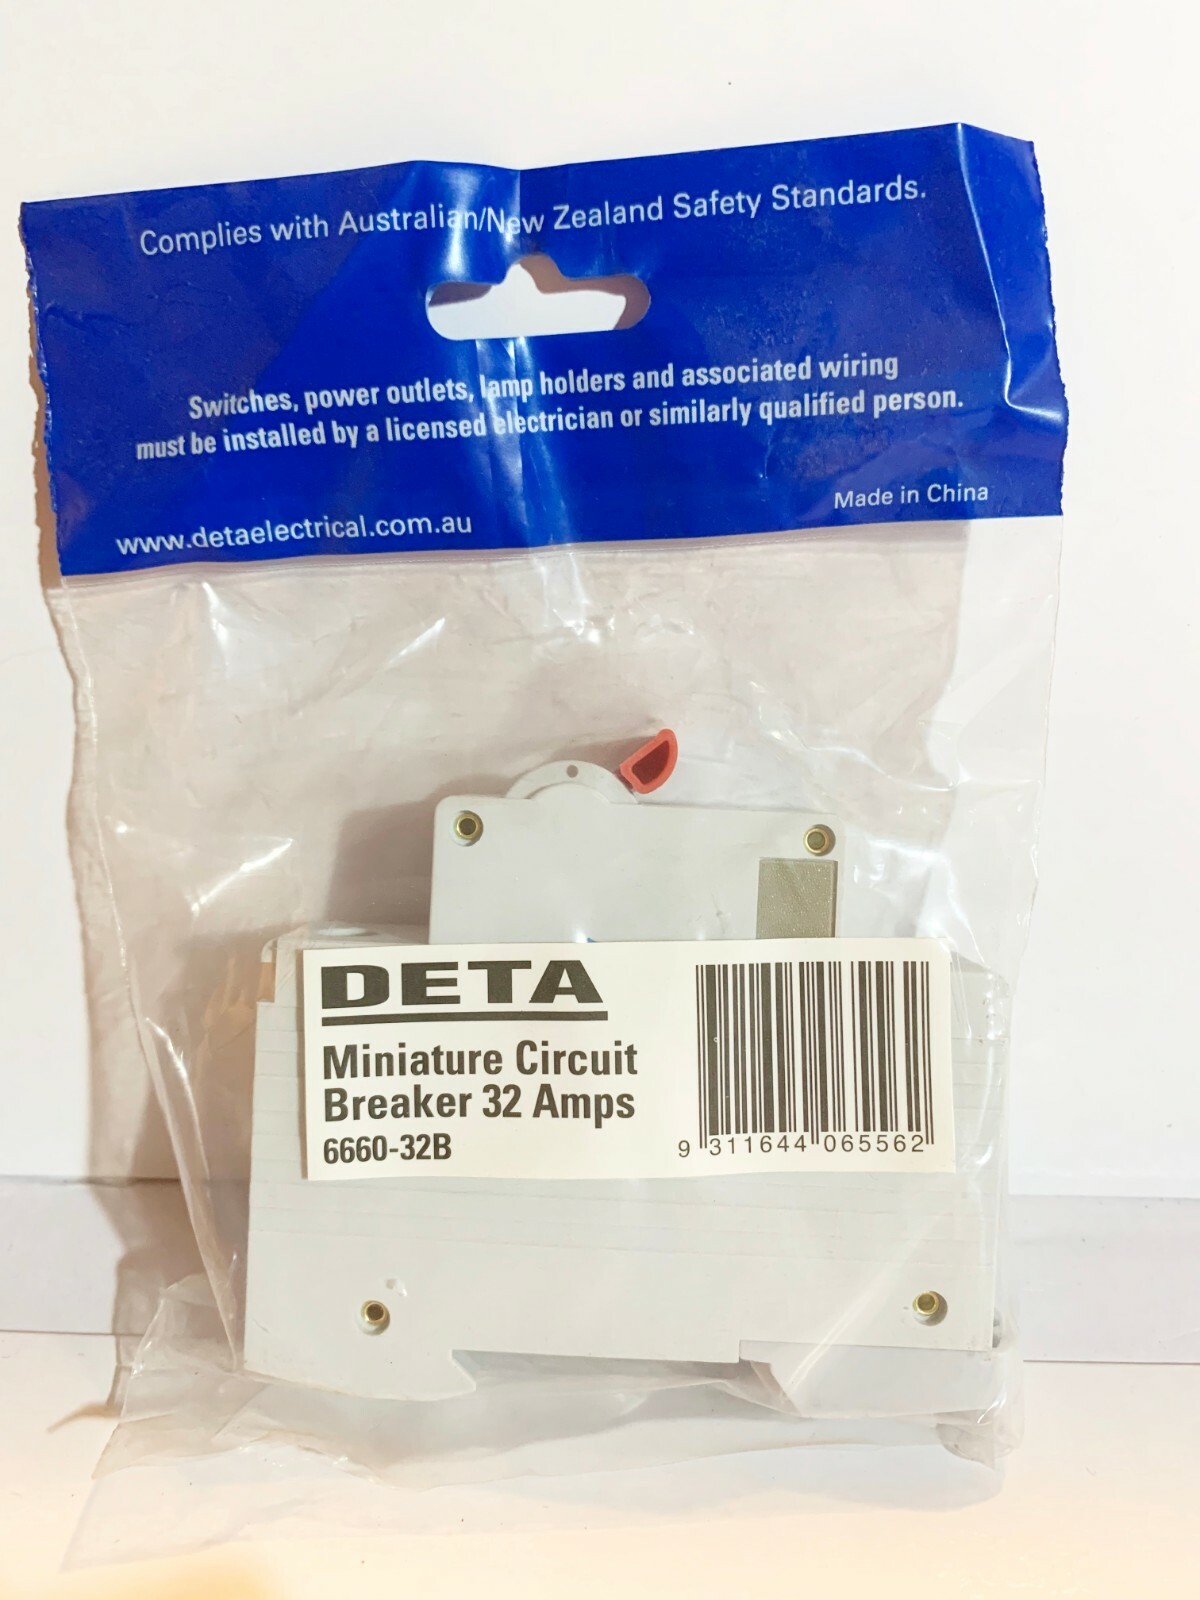 Complies with Australian/New Zealand Safety Standards.
Switches, power outlets, lamp holders and associated wiring
must be installed by a licensed electrician or similarly qualified person.
Made in China
www.detaelectrical.com.au
DETA
Miniature Circuit
Breaker 32 Amps
6660-32B
9 311644 065562